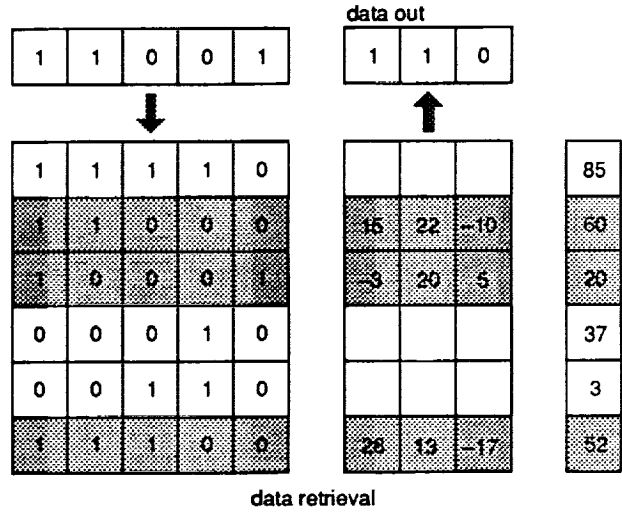 data out
1 1 0 0 1 1 1 0
1 1 1 1 0 85
1 1 0 0 0 15 22 -10 60
1 0 0 0 1 -3 20 5 20
0 0 0 1 0 37
0 0 1 1 0 3
1 1 1 0 0 28 13 -17 52
data retrieval